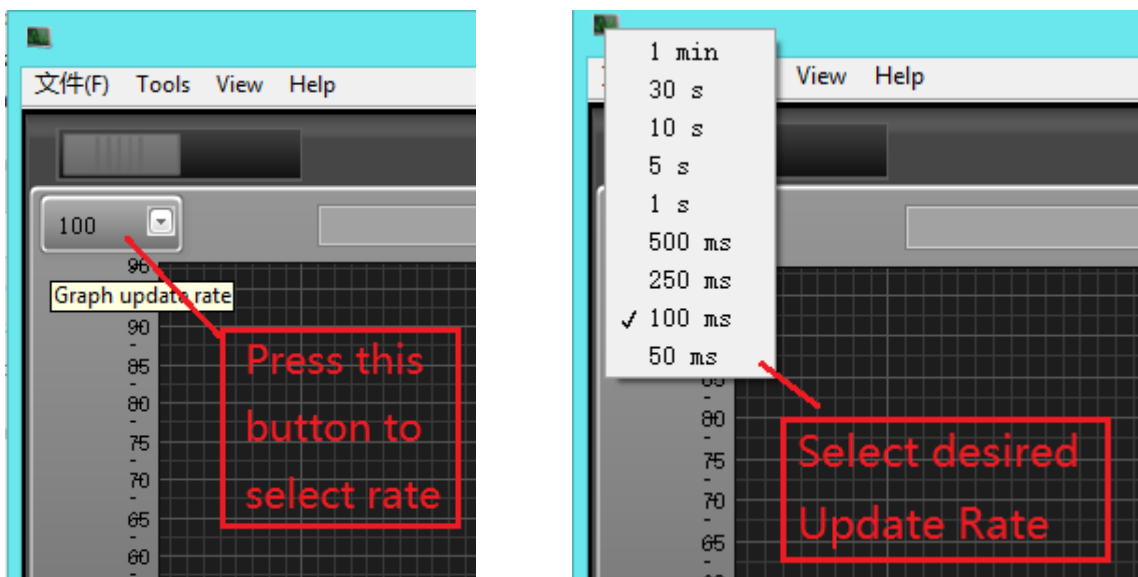 文件(F) Tools View Help
100
Graph update rate
90
85
80
75
70
65
60
Press this
button to
select rate
1 min
30 s
10 s
5 s
1 s
500 ms
250 ms
✓ 100 ms
50 ms
View Help
80
75
70
65
Select desired
Update Rate